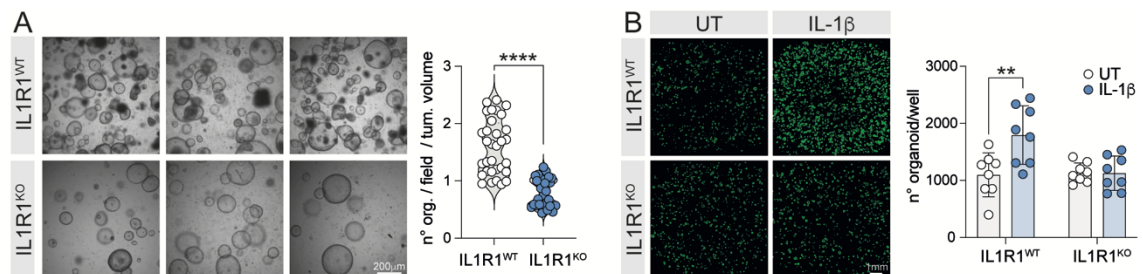 A
IL1R1WT
IL1R1KO
200µm
n° org. / field / tum. volume
3
2
1
0
****
IL1R1WT IL1R1KO
B
UT IL-1β
IL1R1WT
IL1R1KO
1mm
n° organoid/well
3000
2000
1000
0
**
UT
IL-1β
IL1R1WT IL1R1KO